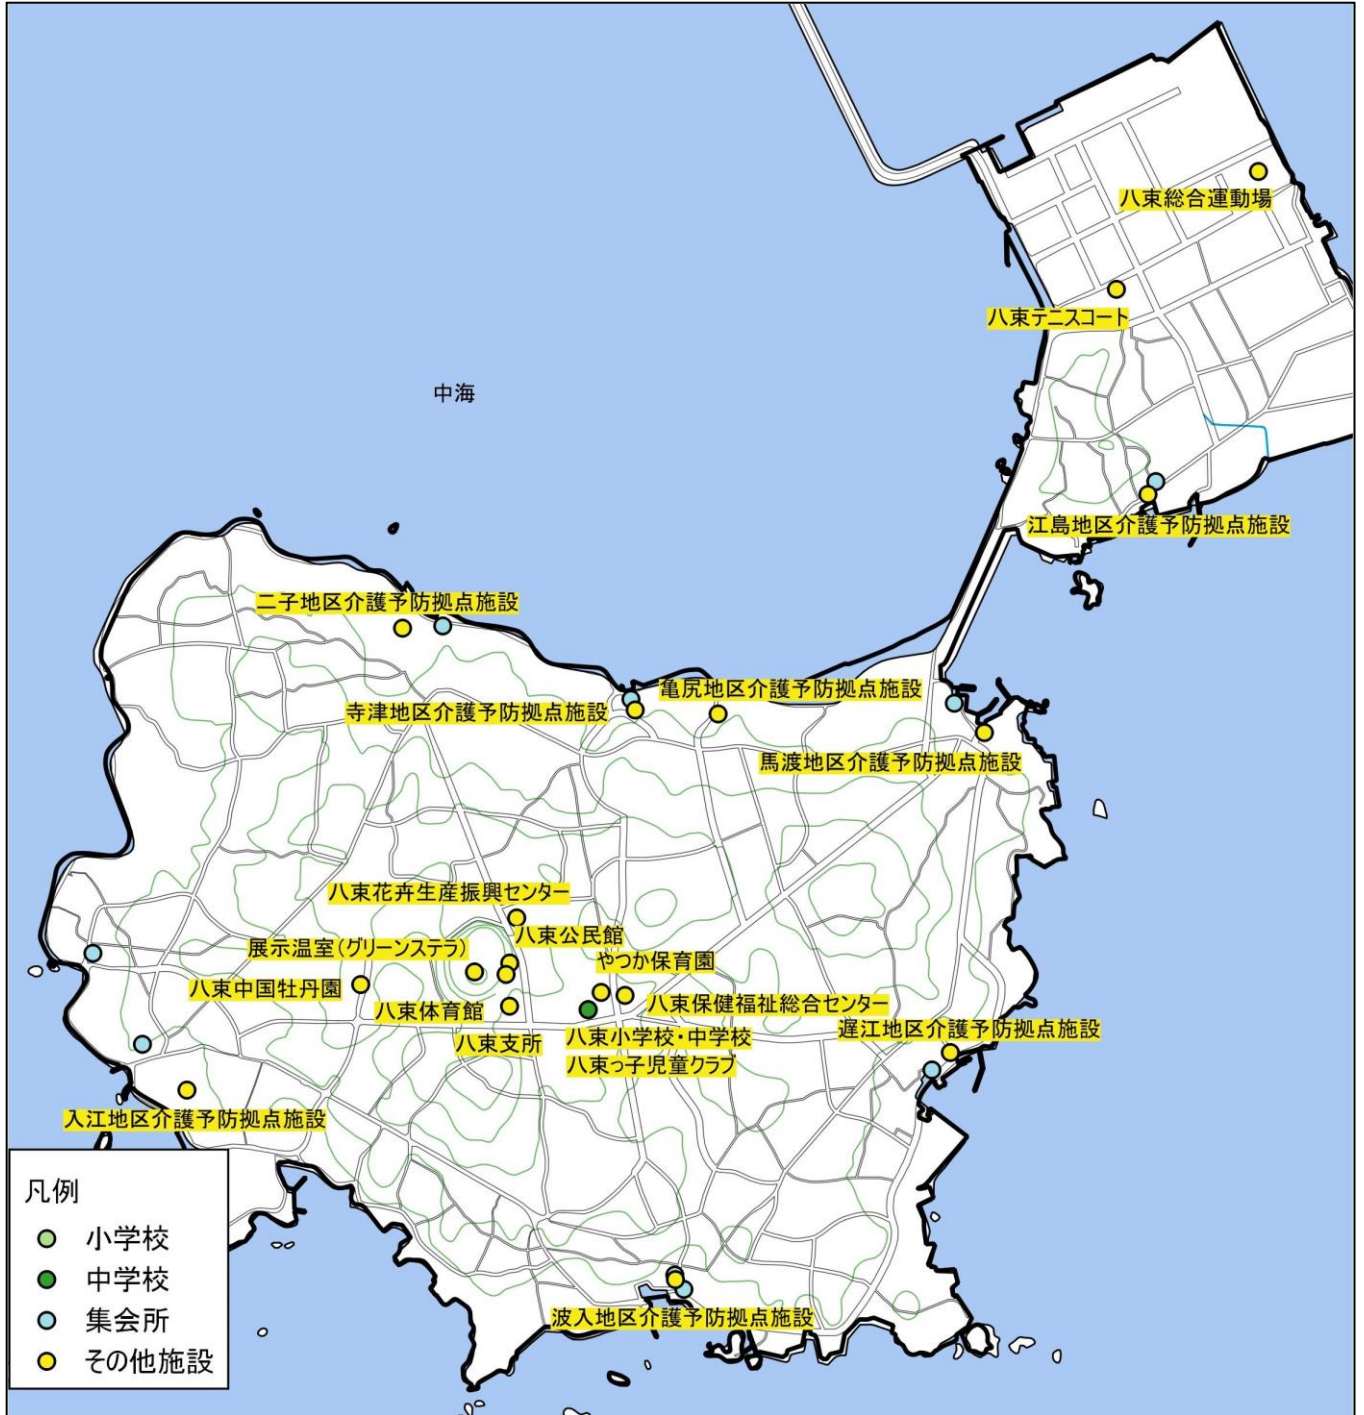 八束総合運動場
八束テニスコート
中海
江島地区介護予防拠点施設
二子地区介護予防拠点施設
亀尻地区介護予防拠点施設
寺津地区介護予防拠点施設
馬渡地区介護予防拠点施設
八束花卉生産振興センター
八束公民館
展示温室(グリーンステラ)
やつか保育園
八束中国牡丹園
八束保健福祉総合センター
八束体育館
遅江地区介護予防拠点施設
八束小学校・中学校
八束支所
八束っ子児童クラブ
入江地区介護予防拠点施設
凡例
小学校
中学校
集会所
その他施設
波入地区介護予防拠点施設